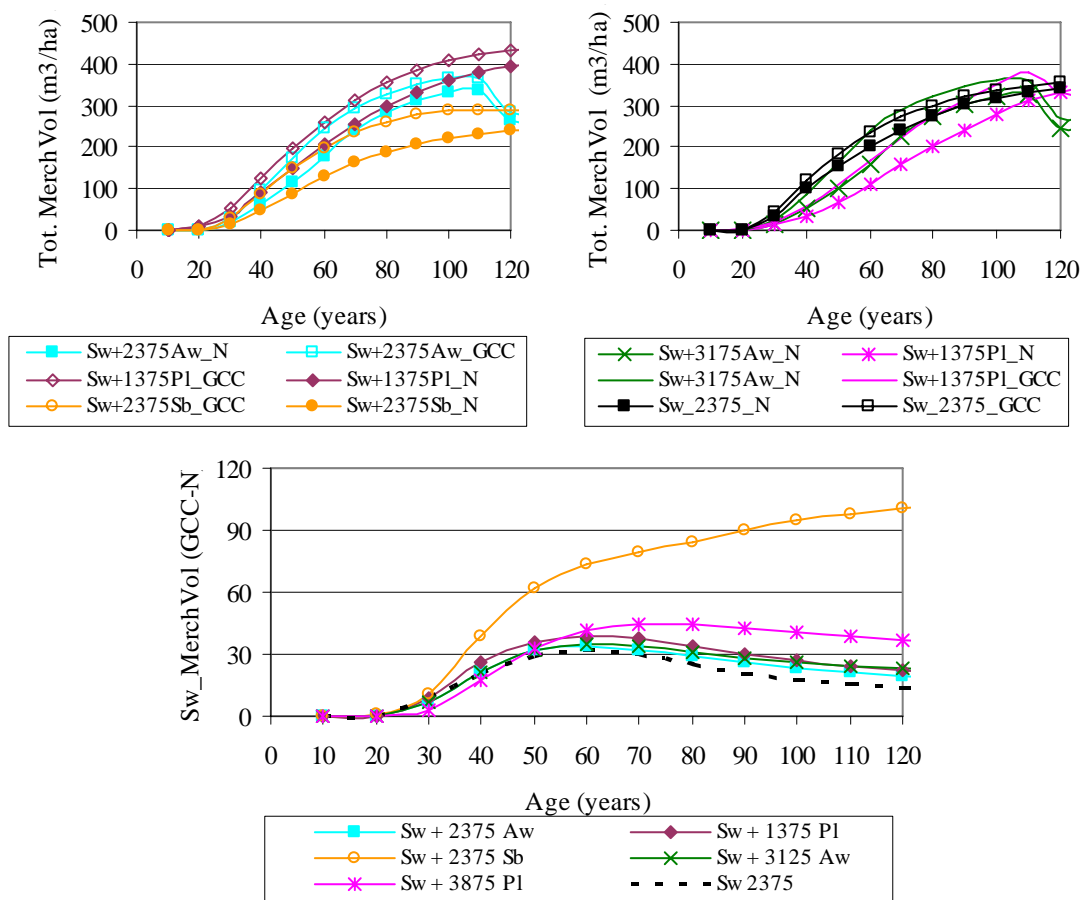 500
400
300
200
100
0
Tot. Merch Vol (m3/ha)
0 20 40 60 80 100 120
Age (years)
Sw+2375Aw_N Sw+2375Aw_GCC
Sw+1375Pl_GCC Sw+1375Pl_N
Sw+2375Sb_GCC Sw+2375Sb_N
500
400
300
200
100
0
Tot. Merch Vol (m3/ha)
0 20 40 60 80 100 120
Age (years)
Sw+3175Aw_N Sw+1375Pl_N
Sw+3175Aw_N Sw+1375Pl_GCC
Sw_2375_N Sw_2375_GCC
120
90
60
30
0
Sw_MerchVol (GCC-N
0 10 20 30 40 50 60 70 80 90 100 110 120
Age (years)
Sw + 2375 Aw Sw + 1375 Pl
Sw + 2375 Sb Sw + 3125 Aw
Sw + 3875 Pl Sw 2375